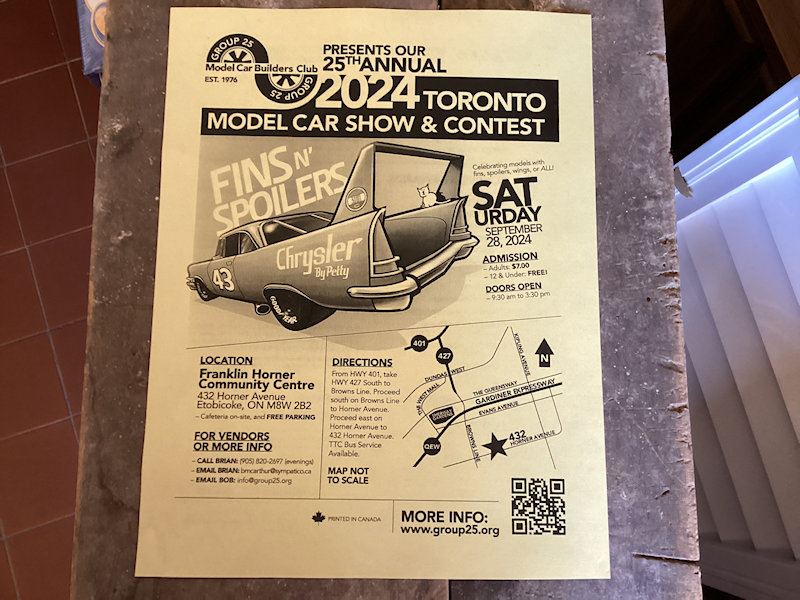 GROUP 25
Model Car Builders Club
EST. 1976
GROUP 25
PRESENTS OUR
25TH ANNUAL
2024 TORONTO
MODEL CAR SHOW & CONTEST
FINS N'
SPOILERS
Celebrating models with
fins, spoilers, wings, or ALL!
SAT
URDAY
SEPTEMBER
28, 2024
ADMISSION
– Adults: $7.00
– 12 & Under: FREE!
DOORS OPEN
– 9:30 am to 3:30 pm
43
Chrysler
By Petty
GOODYEAR
LOCATION
Franklin Horner
Community Centre
432 Horner Avenue
Etobicoke, ON M8W 2B2
– Cafeteria on-site, and FREE PARKING
FOR VENDORS
OR MORE INFO
– CALL BRIAN: (905) 820-2697 (evenings)
– EMAIL BRIAN: bmcarthur@sympatico.ca
– EMAIL BOB: info@group25.org
DIRECTIONS
From HWY 401, take
HWY 427 South to
Browns Line. Proceed
south on Browns Line
to Horner Avenue.
Proceed east on
Horner Avenue to
432 Horner Avenue.
TTC Bus Service
Available.
MAP NOT
TO SCALE
401
427
KIPLING AVENUE
N
DUNDAS WEST
THE WEST MALL
THE QUEENSWAY
GARDINER EXPRESSWAY
EVANS AVENUE
SHERWAY
GARDENS
QEW
BROWNS LINE
432
HORNER AVENUE
PRINTED IN CANADA
MORE INFO:
www.group25.org